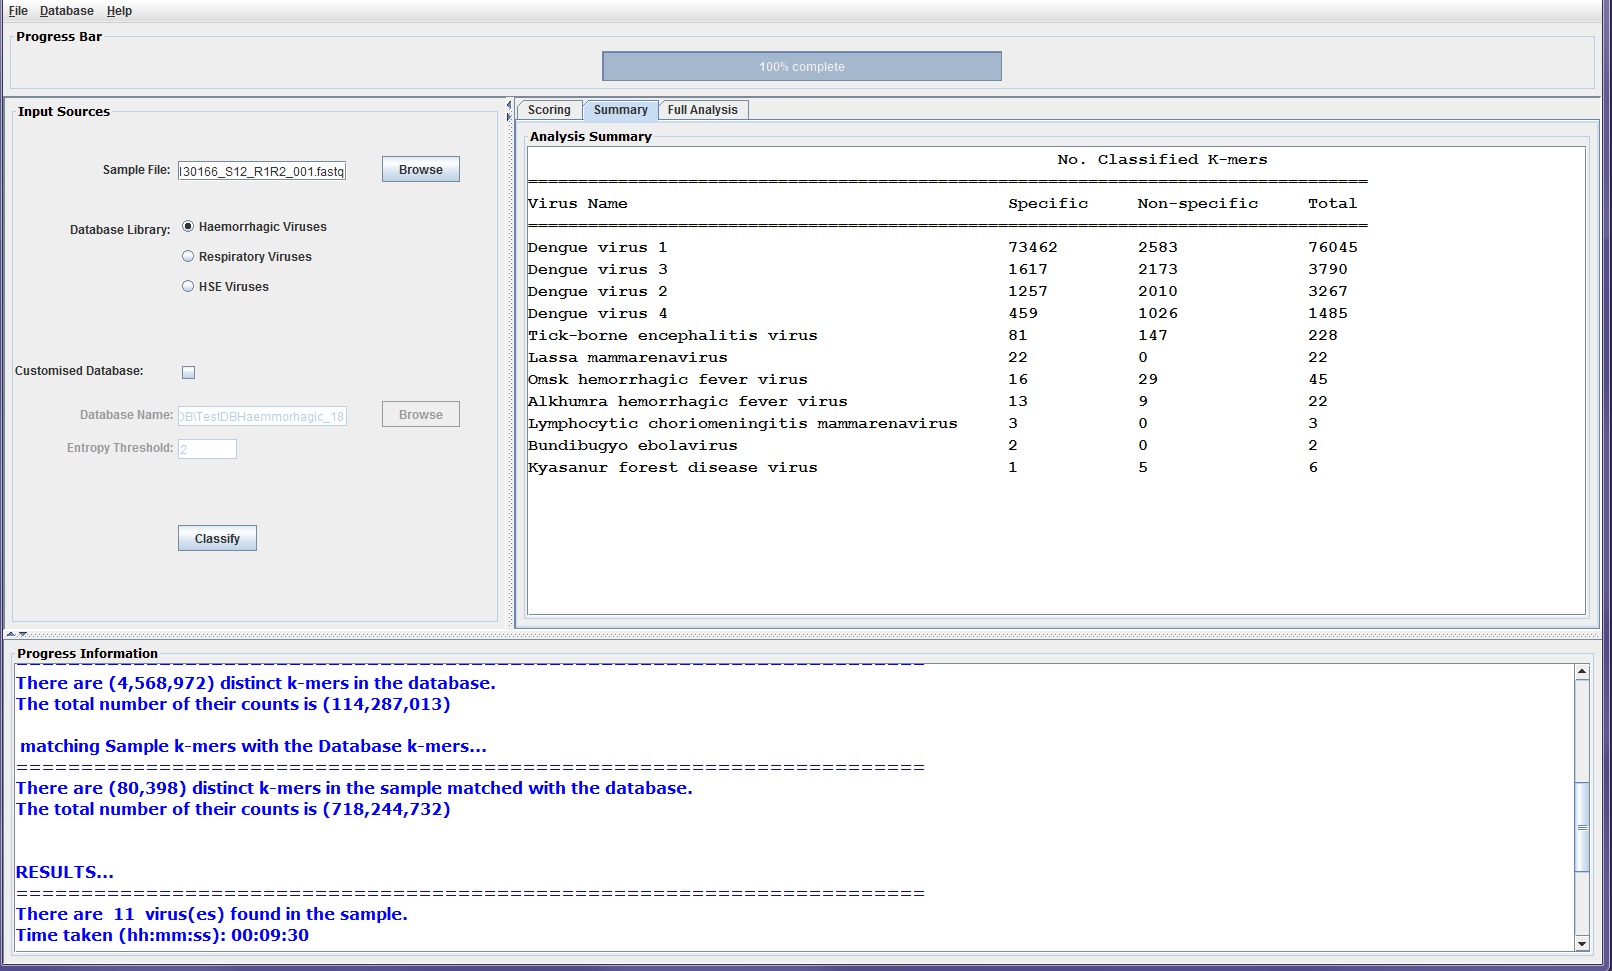 File Database Help
Progress Bar
100% complete
Input Sources
Sample File: I30166_S12_R1R2_001.fastq Browse
Database Library: Haemorrhagic Viruses
Respiratory Viruses
HSE Viruses
Customised Database:
Database Name: DB\TestDBHaemmorhagic_18 Browse
Entropy Threshold: 2
Classify
Scoring Summary Full Analysis
Analysis Summary
No. Classified K-mers
====================================================================================
Virus Name Specific Non-specific Total
====================================================================================
Dengue virus 1 73462 2583 76045
Dengue virus 3 1617 2173 3790
Dengue virus 2 1257 2010 3267
Dengue virus 4 459 1026 1485
Tick-borne encephalitis virus 81 147 228
Lassa mammarenavirus 22 0 22
Omsk hemorrhagic fever virus 16 29 45
Alkhumra hemorrhagic fever virus 13 9 22
Lymphocytic choriomeningitis mammarenavirus 3 0 3
Bundibugyo ebolavirus 2 0 2
Kyasanur forest disease virus 1 5 6
Progress Information
There are (4,568,972) distinct k-mers in the database.
The total number of their counts is (114,287,013)
matching Sample k-mers with the Database k-mers...
======================================================================
There are (80,398) distinct k-mers in the sample matched with the database.
The total number of their counts is (718,244,732)
RESULTS...
======================================================================
There are 11 virus(es) found in the sample.
Time taken (hh:mm:ss): 00:09:30